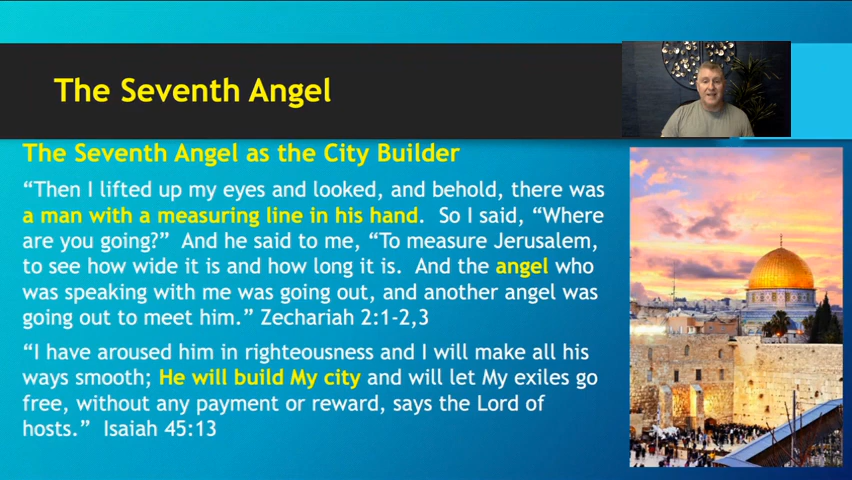 The Seventh Angel
The Seventh Angel as the City Builder
“Then I lifted up my eyes and looked, and behold, there was
a man with a measuring line in his hand.  So I said, “Where
are you going?”  And he said to me, “To measure Jerusalem,
to see how wide it is and how long it is.  And the angel who
was speaking with me was going out, and another angel was
going out to meet him.” Zechariah 2:1-2,3
“I have aroused him in righteousness and I will make all his
ways smooth; He will build My city and will let My exiles go
free, without any payment or reward, says the Lord of
hosts.”  Isaiah 45:13